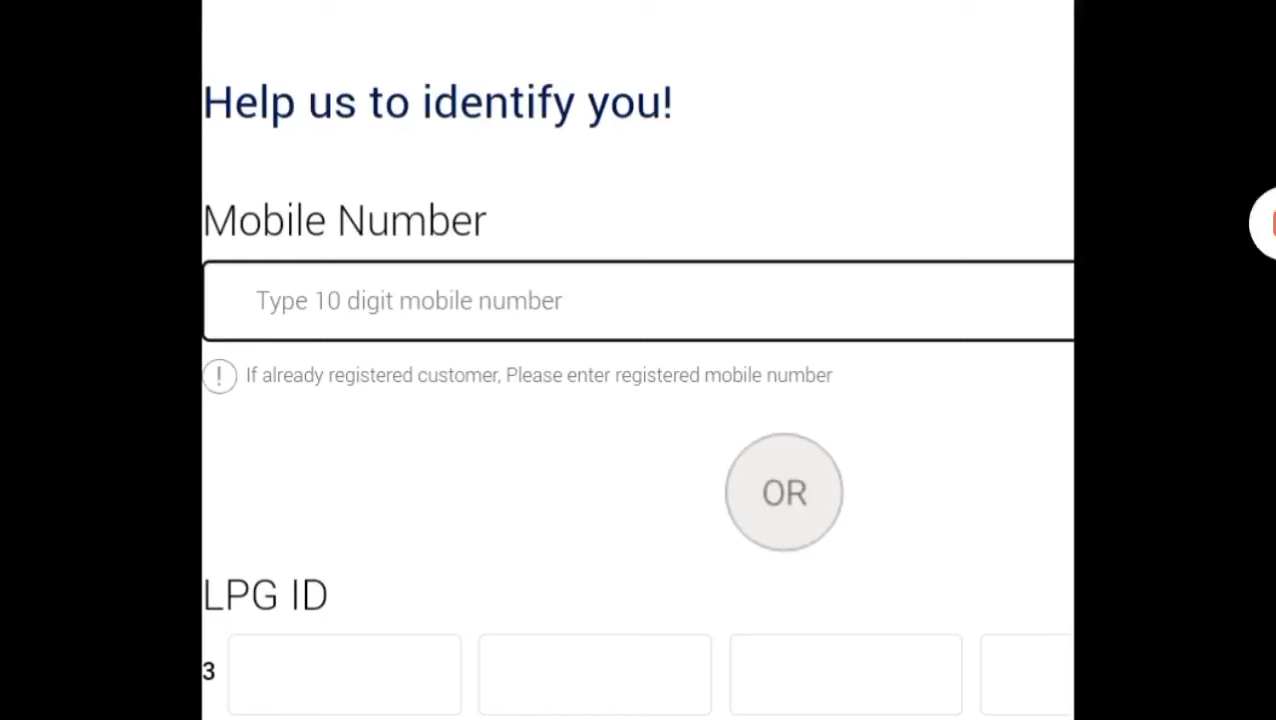 Help us to identify you!
Mobile Number
Type 10 digit mobile number
! If already registered customer, Please enter registered mobile number
OR
LPG ID
3